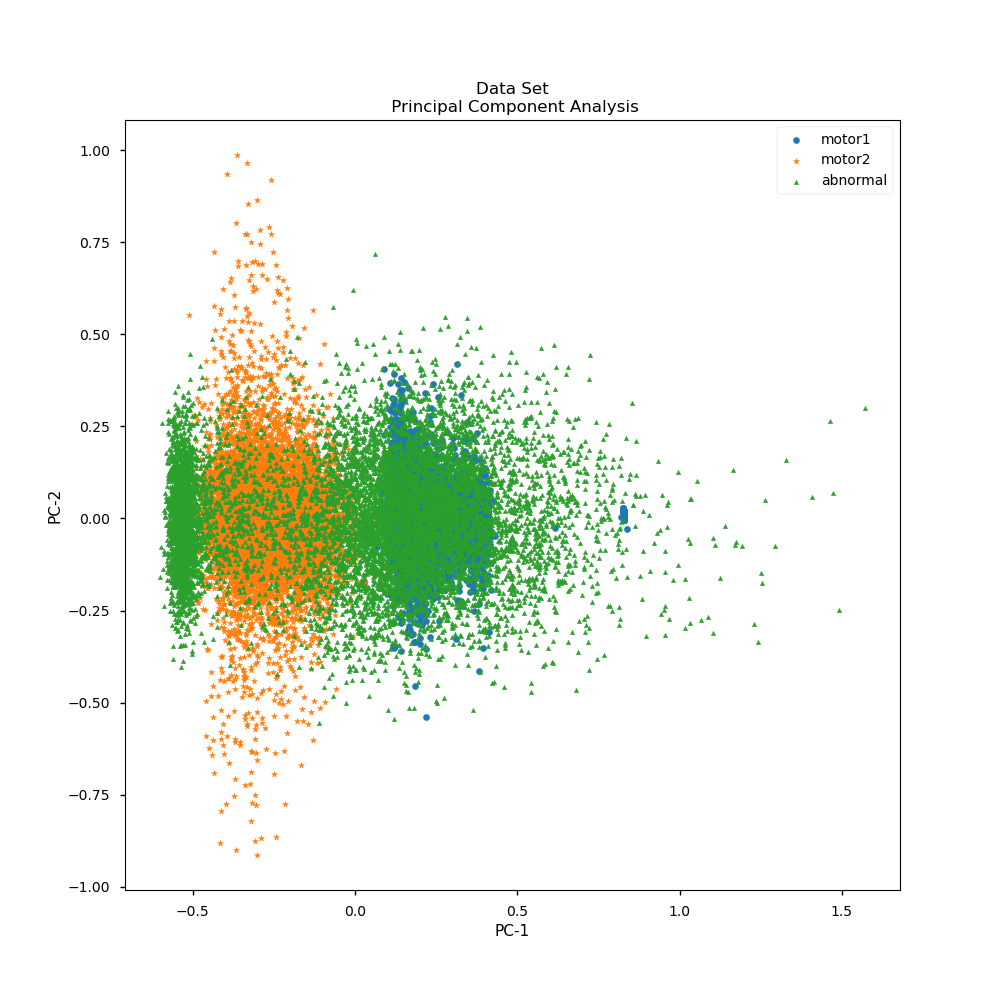 Data Set
Principal Component Analysis
motor1
motor2
abnormal
1.00
0.75
0.50
0.25
0.00
−0.25
−0.50
−0.75
−1.00
PC-2
−0.5
0.0
0.5
1.0
1.5
PC-1